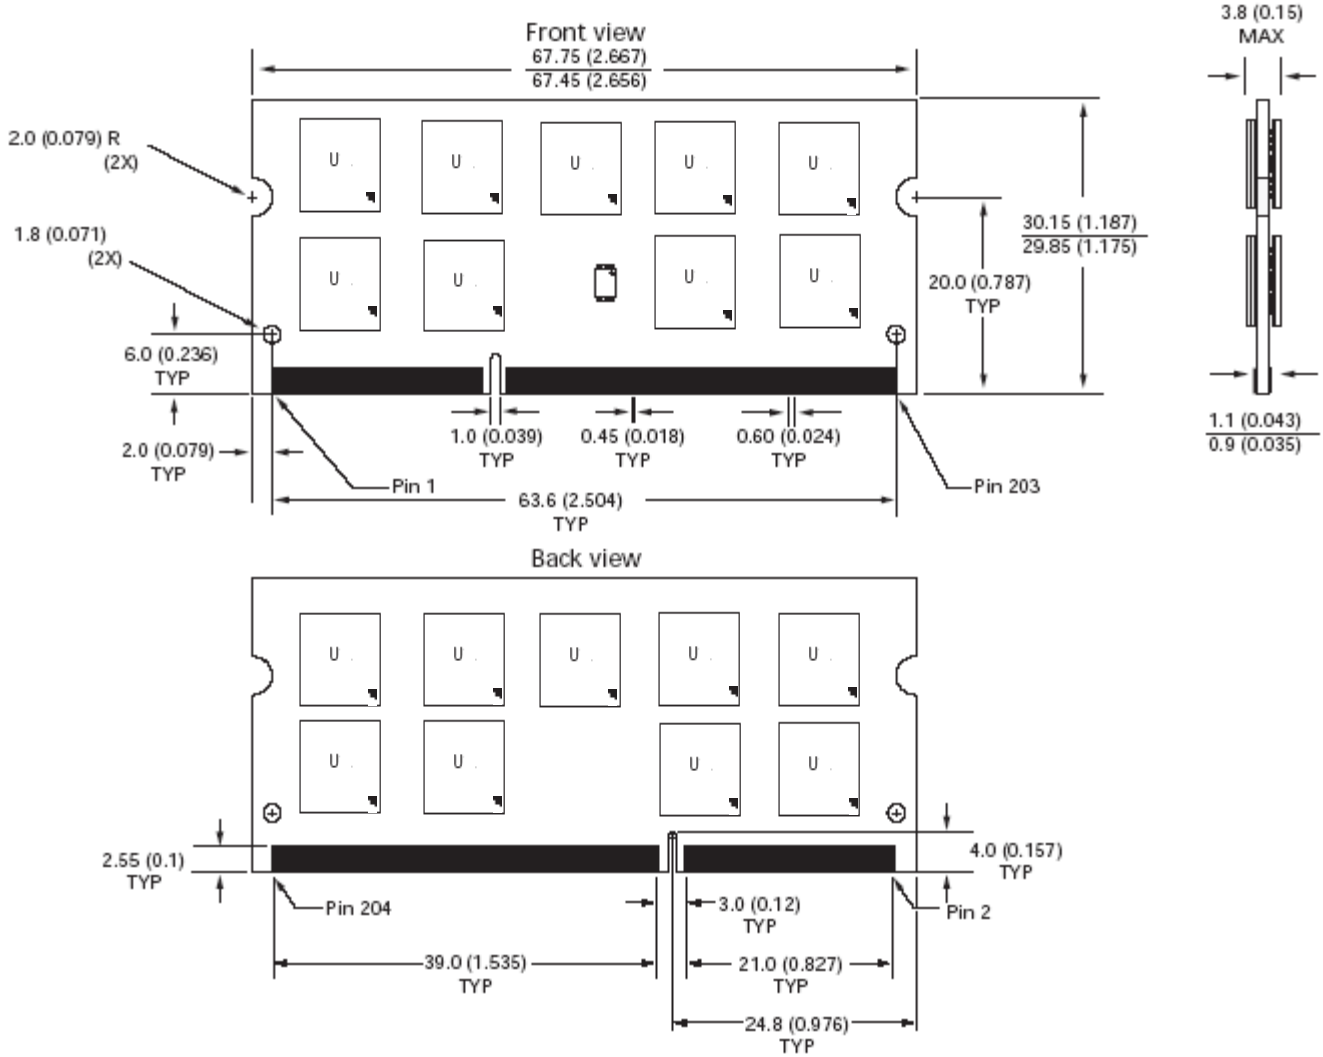 Front view
67.75 (2.667)
67.45 (2.656)
3.8 (0.15)
MAX
2.0 (0.079) R
(2X)
U
U
U
U
U
1.8 (0.071)
(2X)
30.15 (1.187)
29.85 (1.175)
20.0 (0.787)
TYP
U
U
U
U
6.0 (0.236)
TYP
2.0 (0.079)
TYP
1.0 (0.039)
TYP
0.45 (0.018)
TYP
0.60 (0.024)
TYP
1.1 (0.043)
0.9 (0.035)
Pin 1
Pin 203
63.6 (2.504)
TYP
Back view
U
U
U
U
U
U
U
U
U
2.55 (0.1)
TYP
4.0 (0.157)
TYP
Pin 204
3.0 (0.12)
TYP
Pin 2
39.0 (1.535)
TYP
21.0 (0.827)
TYP
24.8 (0.976)
TYP